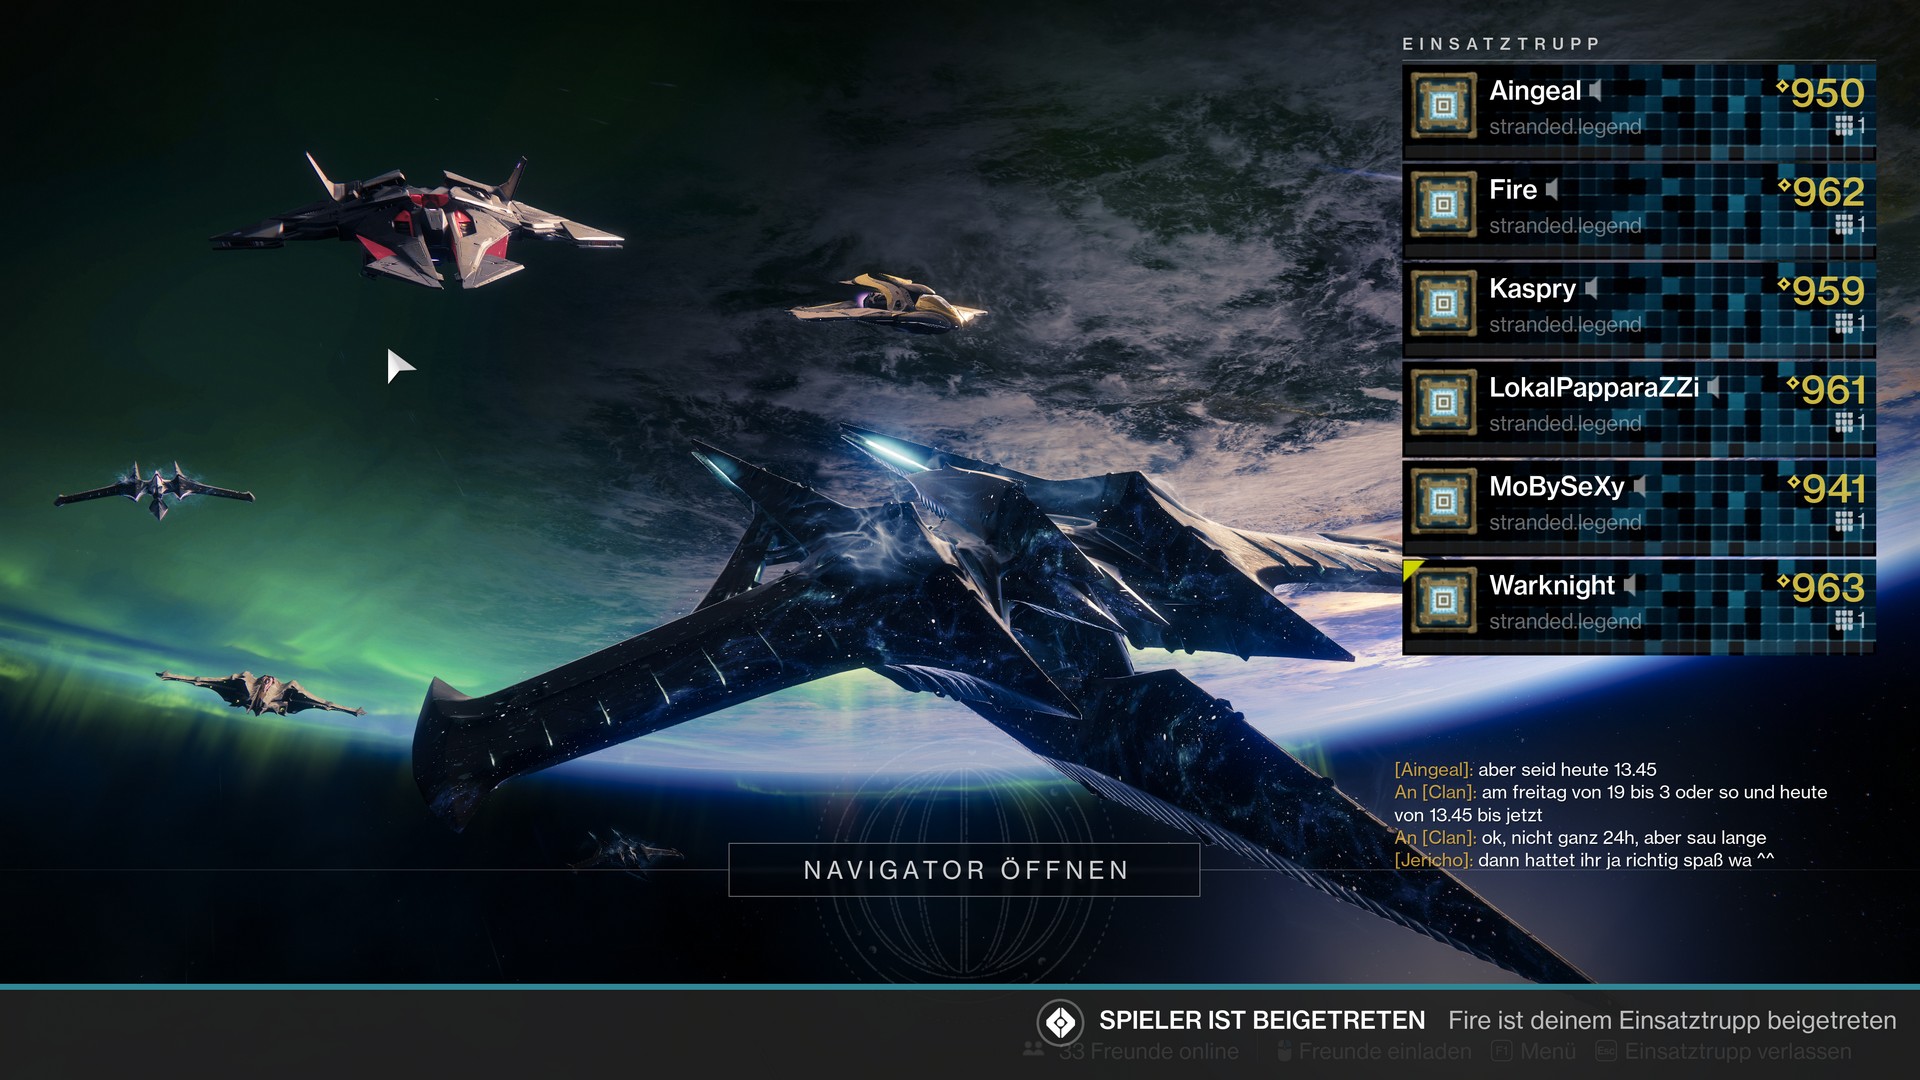 EINSATZTRUPP
Aingeal
950
stranded.legend
1
Fire
962
stranded.legend
1
Kaspry
959
stranded.legend
1
LokalPapparaZZi
961
stranded.legend
1
MoBySeXy
941
stranded.legend
1
Warknight
963
stranded.legend
1
[Aingeal]: aber seid heute 13.45
An [Clan]: am freitag von 19 bis 3 oder so und heute
von 13.45 bis jetzt
An [Clan]: ok, nicht ganz 24h, aber sau lange
[Jericho]: dann hattet ihr ja richtig spaß wa ^^
NAVIGATOR ÖFFNEN
SPIELER IST BEIGETRETEN Fire ist deinem Einsatztrupp beigetreten
33 Freunde online Freunde einladen F1 Menü Esc Einsatztrupp verlassen